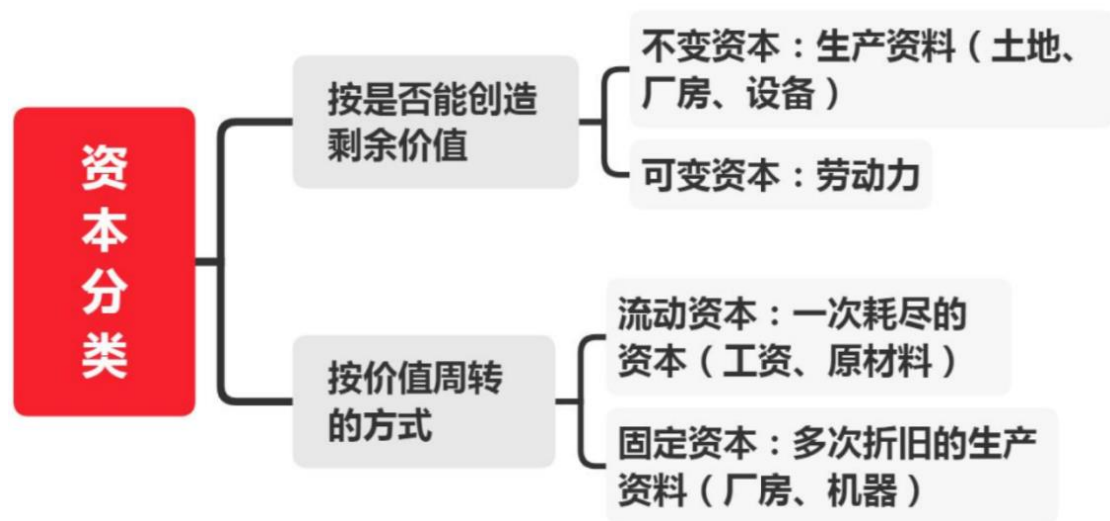 资本分类
按是否能创造
剩余价值
不变资本：生产资料（土地、
厂房、设备）
可变资本：劳动力
按价值周转
的方式
流动资本：一次耗尽的
资本（工资、原材料）
固定资本：多次折旧的生产
资料（厂房、机器）